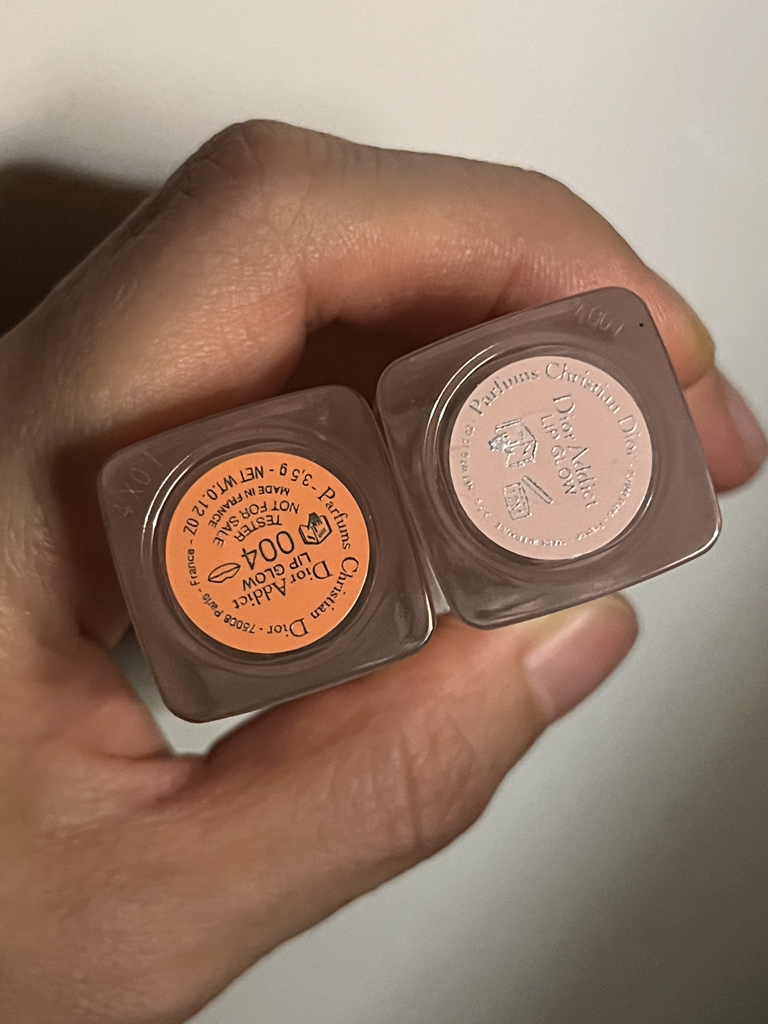 4X01
Parfums Christian Dior - 75008 Paris - France
- 3,5 g - NET WT.0.12 OZ
MADE IN FRANCE
NOT FOR SALE
TESTER
004
LIP GLOW
Dior Addict
Parfums Christian Dior
Dior Addict
LIP GLOW